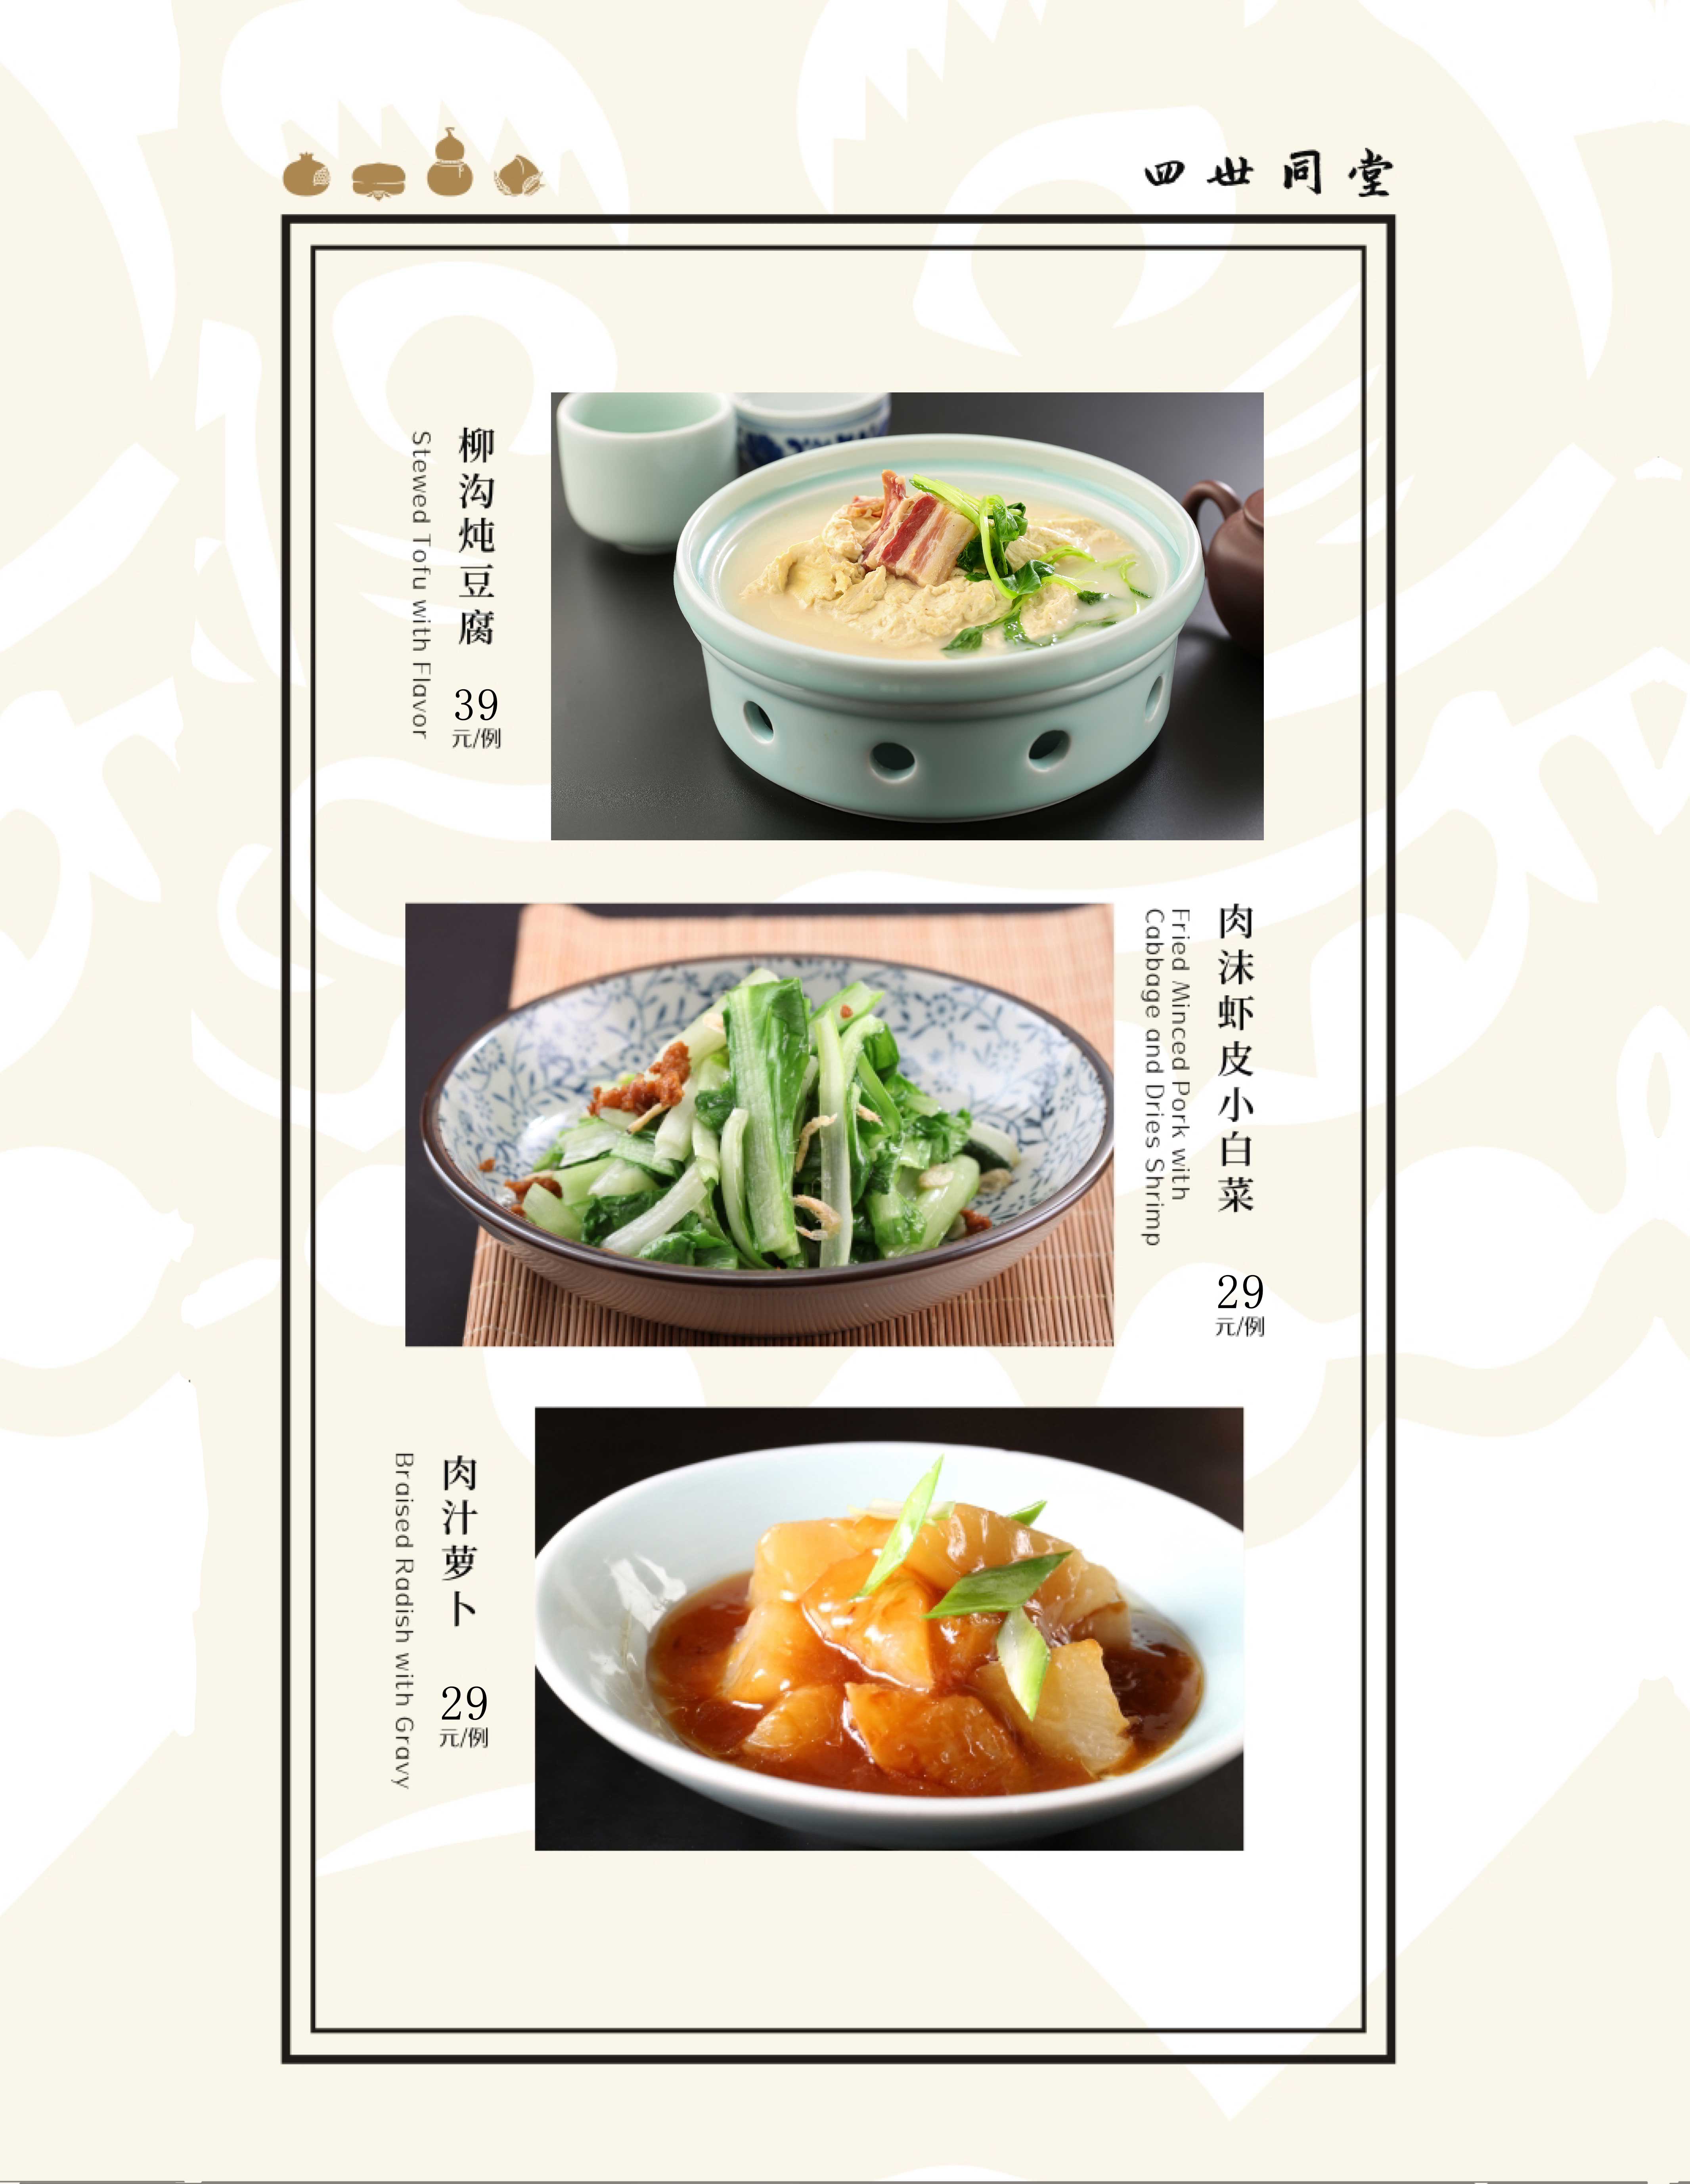 四世同堂
柳沟炖豆腐
Stewed Tofu with Flavor
39
元/例
肉沫虾皮小白菜
Fried Minced Pork with
Cabbage and Dries Shrimp
29
元/例
肉汁萝卜
Braised Radish with Gravy
29
元/例